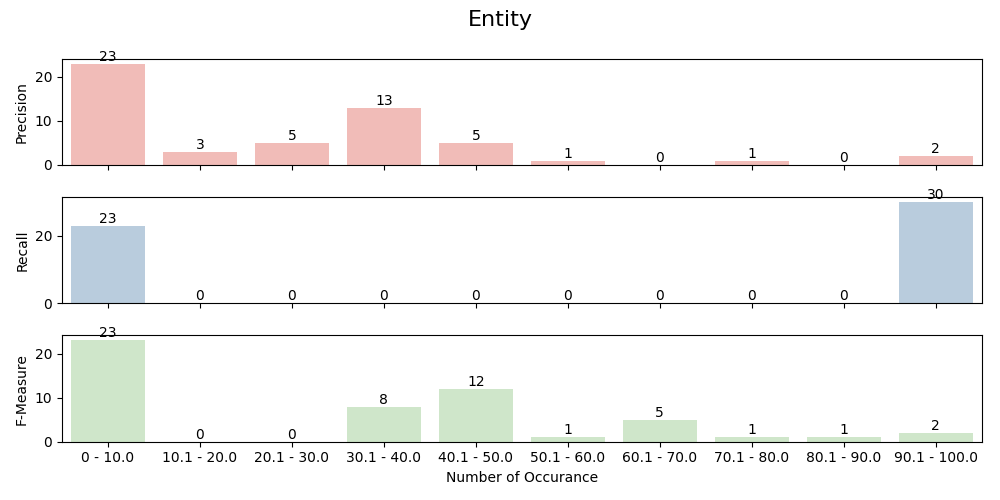 Entity
Precision
20
10
0
23
3
5
13
5
1
0
1
0
2
Recall
20
0
23
0
0
0
0
0
0
0
0
30
F-Measure
20
10
0
23
0
0
8
12
1
5
1
1
2
0 - 10.0
10.1 - 20.0
20.1 - 30.0
30.1 - 40.0
40.1 - 50.0
50.1 - 60.0
60.1 - 70.0
70.1 - 80.0
80.1 - 90.0
90.1 - 100.0
Number of Occurance